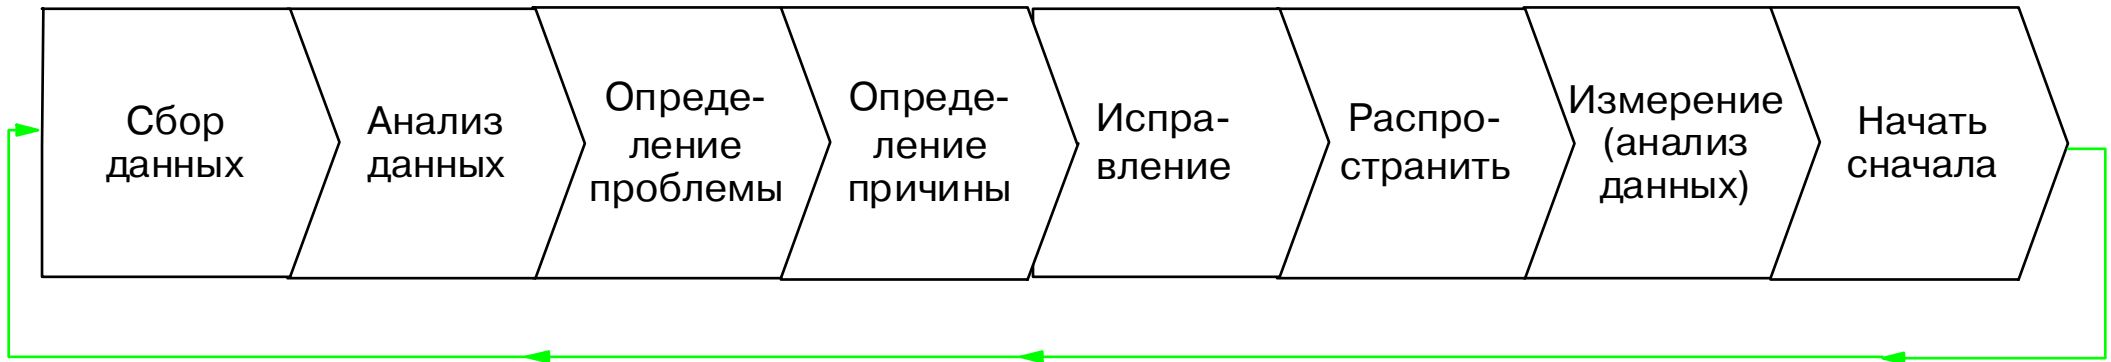 Сбор
данных
Анализ
данных
Опреде-
ление
проблемы
Опреде-
ление
причины
Испра-
вление
Распро-
странить
Измерение
(анализ
данных)
Начать
сначала